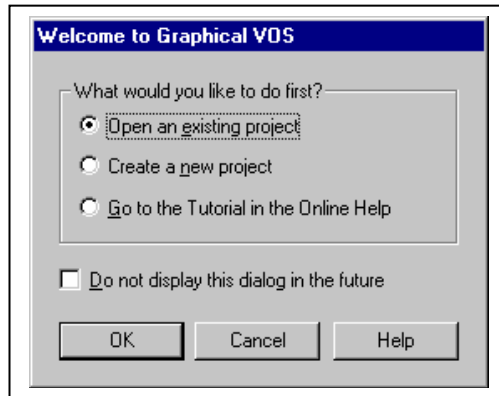 Welcome to Graphical VOS
What would you like to do first?
Open an existing project
Create a new project
Go to the Tutorial in the Online Help
Do not display this dialog in the future
OK
Cancel
Help